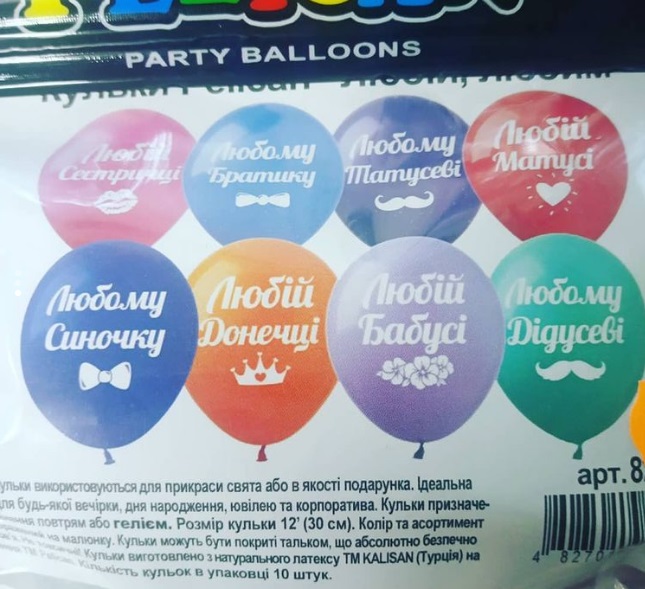 PARTY BALLOONS
Любій
Сестричці
Любому
Братику
Любому
Татусеві
Любій
Матусі
Любому
Синочку
Любій
Донечці
Любій
Бабусі
Любому
Дідусеві
арт.8
використовуються для прикраси свята або в якості подарунка. Ідеальна
для будь-якої вечірки, дня народження, ювілею та корпоратива. Кульки призначе-
повтрям або гелієм. Розмір кульки 12' (30 см). Колір та асортимент
на малюнку. Кульки можуть бути покриті тальком, що абсолютно безпечно
Кульки виготовлено з натурального латексу ТМ KALISAN (Турція) на
Кількість кульок в упаковці 10 штук.